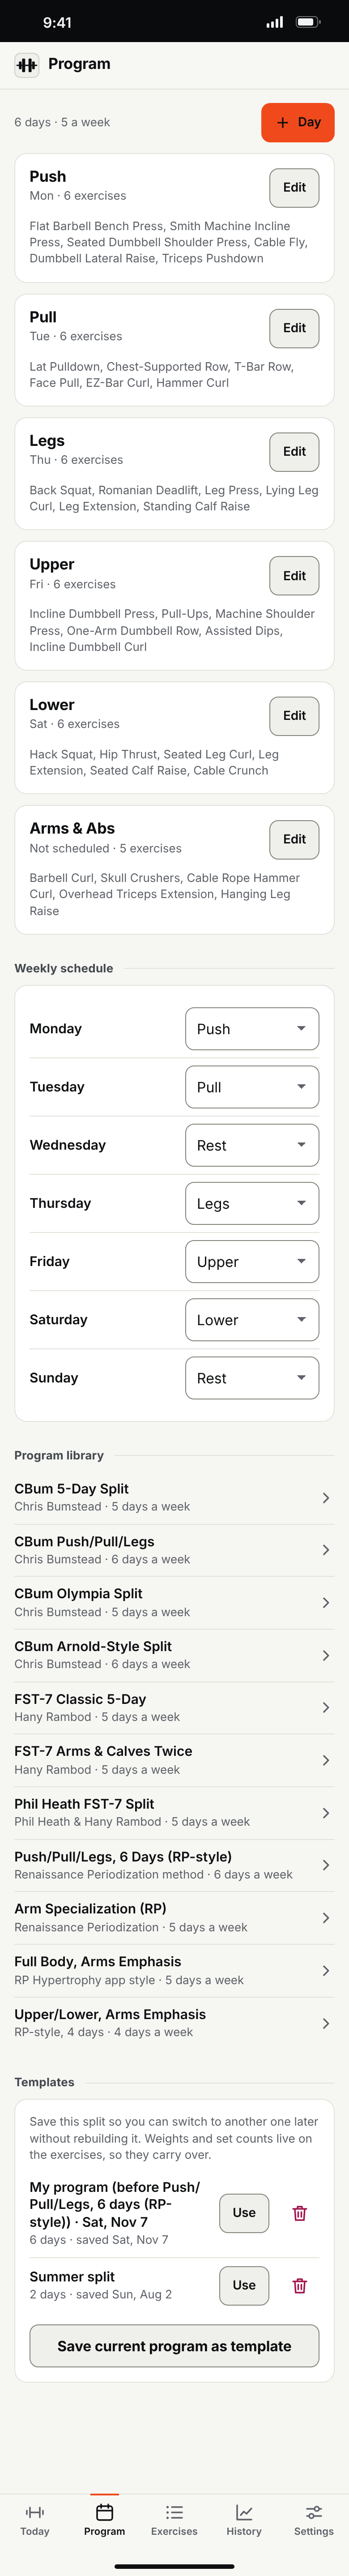 9:41
Program
6 days · 5 a week
+ Day
Push
Mon · 6 exercises
Edit
Flat Barbell Bench Press, Smith Machine Incline
Press, Seated Dumbbell Shoulder Press, Cable Fly,
Dumbbell Lateral Raise, Triceps Pushdown
Pull
Tue · 6 exercises
Edit
Lat Pulldown, Chest-Supported Row, T-Bar Row,
Face Pull, EZ-Bar Curl, Hammer Curl
Legs
Thu · 6 exercises
Edit
Back Squat, Romanian Deadlift, Leg Press, Lying Leg
Curl, Leg Extension, Standing Calf Raise
Upper
Fri · 6 exercises
Edit
Incline Dumbbell Press, Pull-Ups, Machine Shoulder
Press, One-Arm Dumbbell Row, Assisted Dips,
Incline Dumbbell Curl
Lower
Sat · 6 exercises
Edit
Hack Squat, Hip Thrust, Seated Leg Curl, Leg
Extension, Seated Calf Raise, Cable Crunch
Arms & Abs
Not scheduled · 5 exercises
Edit
Barbell Curl, Skull Crushers, Cable Rope Hammer
Curl, Overhead Triceps Extension, Hanging Leg
Raise
Weekly schedule
Monday Push
Tuesday Pull
Wednesday Rest
Thursday Legs
Friday Upper
Saturday Lower
Sunday Rest
Program library
CBum 5-Day Split
Chris Bumstead · 5 days a week
CBum Push/Pull/Legs
Chris Bumstead · 6 days a week
CBum Olympia Split
Chris Bumstead · 5 days a week
CBum Arnold-Style Split
Chris Bumstead · 6 days a week
FST-7 Classic 5-Day
Hany Rambod · 5 days a week
FST-7 Arms & Calves Twice
Hany Rambod · 5 days a week
Phil Heath FST-7 Split
Phil Heath & Hany Rambod · 5 days a week
Push/Pull/Legs, 6 Days (RP-style)
Renaissance Periodization method · 6 days a week
Arm Specialization (RP)
Renaissance Periodization · 5 days a week
Full Body, Arms Emphasis
RP Hypertrophy app style · 5 days a week
Upper/Lower, Arms Emphasis
RP-style, 4 days · 4 days a week
Templates
Save this split so you can switch to another one later
without rebuilding it. Weights and set counts live on
the exercises, so they carry over.
My program (before Push/
Pull/Legs, 6 days (RP-
style)) · Sat, Nov 7
6 days · saved Sat, Nov 7
Use
Summer split
2 days · saved Sun, Aug 2
Use
Save current program as template
Today Program Exercises History Settings